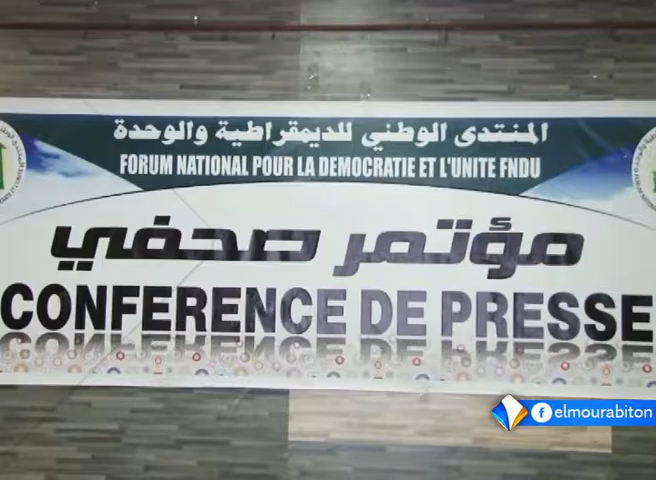 المنتدى الوطني للديمقراطية والوحدة
FORUM NATIONAL POUR LA DEMOCRATIE ET L'UNITE FNDU
مؤتمر صحفي
CONFERENCE DE PRESSE
elmourabiton